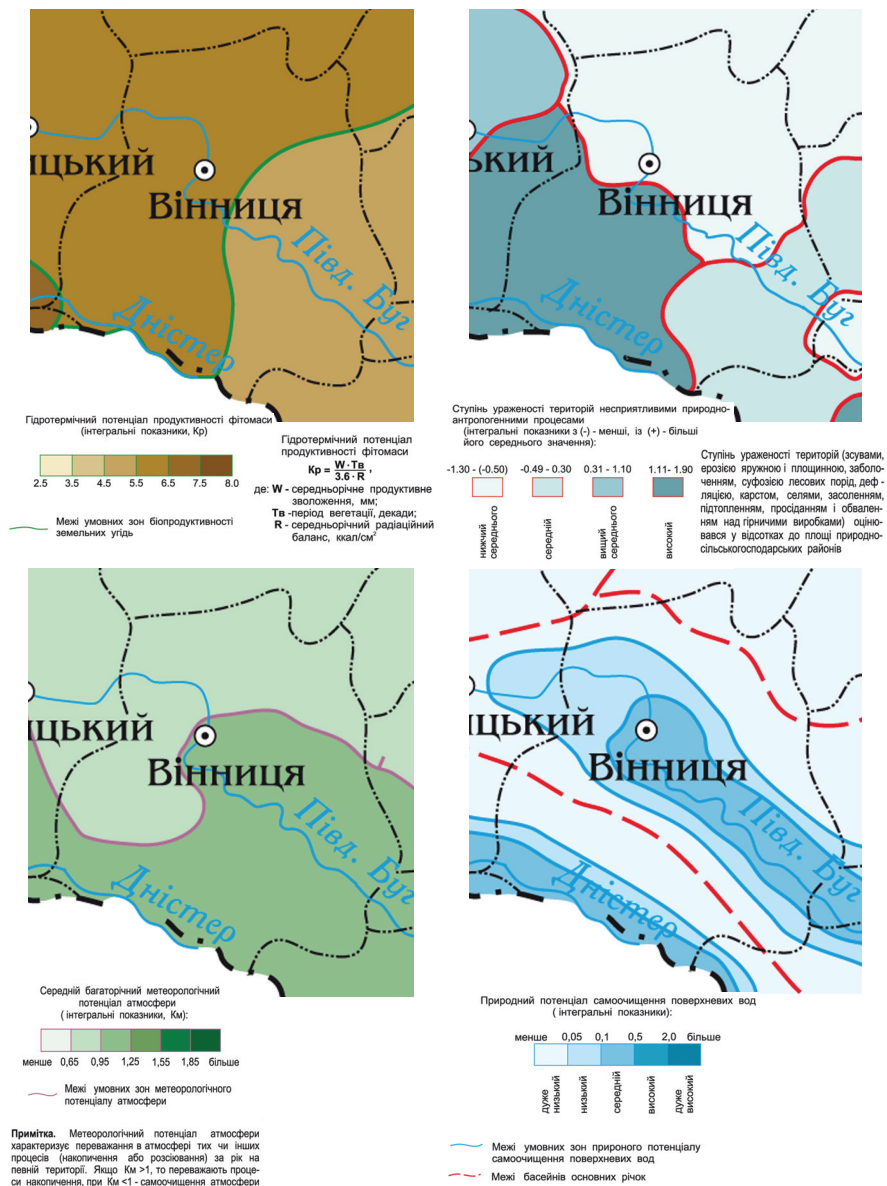 ицький
Вінниця
Півд. Буг
Дністер
Гідротермічний потенціал продуктивності фітомаси
(інтегральні показники, Кр)
2.5 3.5 4.5 5.5 6.5 7.5 8.0
Межі умовних зон біопродуктивності
земельних угідь
Гідротермічний потенціал
продуктивності фітомаси
Кр = W·Тв / 3.6·R ,
де: W - середньорічне продуктивне
зволоження, мм;
Тв -період вегетації, декади;
R - середньорічний радіаційний
баланс, ккал/см²
ький
Вінниця
Півд. Буг
Дністер
Ступінь ураженості територій несприятливими природно-
антропогенними процесами
(інтегральні показники з (-) - менші, із (+) - більші
його середнього значення):
-1.30 - (-0.50) -0.49 - 0.30 0.31 - 1.10 1.11- 1.90
нижчий
середнього
середній
вищий
середнього
високий
Ступінь ураженості територій (зсувами,
ерозією яружною і площинною, заболо-
ченням, суфозією лесових порід, деф -
ляцією, карстом, селями, засоленням,
підтопленням, просіданням і обвален-
ням над гірничими виробками) оціню-
вався у відсотках до площі природно-
сільськогосподарських районів
ицький
Вінниця
Півд. Буг
Дністер
Середній багаторічний метеорологічний
потенціал атмосфери
( інтегральні показники, Км):
менше 0,65 0,95 1,25 1,55 1,85 більше
Межі умовних зон метеорологічного
потенціалу атмосфери
Примітка. Метеорологічний потенціал атмосфери
характеризує переважання в атмосфері тих чи інших
процесів (накопичення або розсіювання) за рік на
певній території. Якщо Км >1, то переважають проце-
си накопичення, при Км <1 - самоочищення атмосфери
цький
Вінниця
Півд. Буг
Дністер
Природний потенціал самоочищення поверхневих вод
( інтегральні показники):
менше 0,05 0,1 0,5 2,0 більше
дуже
низький
низький
середній
високий
дуже
високий
Межі умовних зон прироного потенціалу
самоочищення поверхневих вод
Межі басейнів основних річок